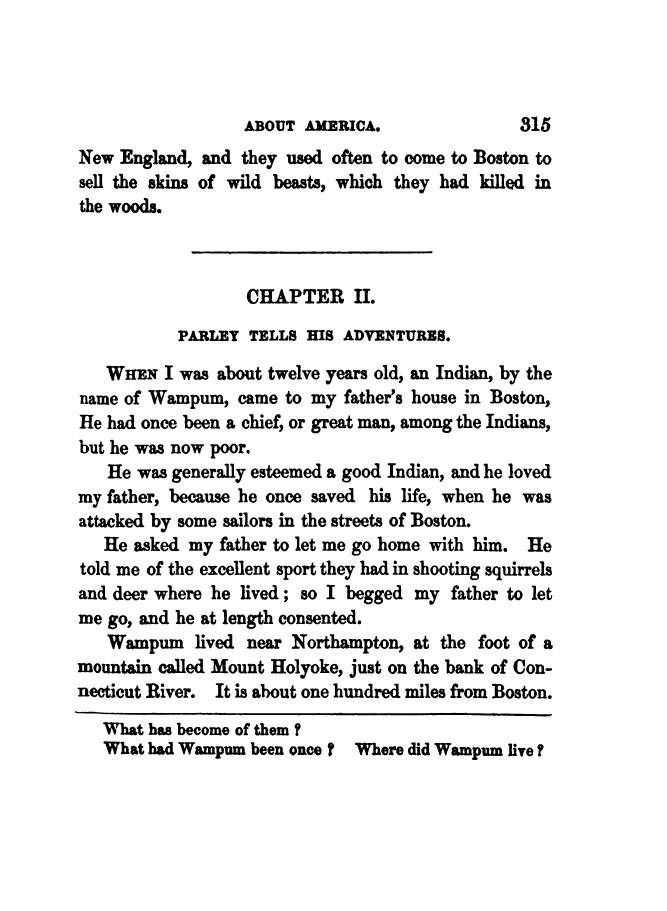 ABOUT AMERICA. 315
New England, and they used often to come to Boston to
sell the skins of wild beasts, which they had killed in
the woods.
CHAPTER II.
PARLEY TELLS HIS ADVENTURES.
WHEN I was about twelve years old, an Indian, by the
name of Wampum, came to my father's house in Boston,
He had once been a chief, or great man, among the Indians,
but he was now poor.
He was generally esteemed a good Indian, and he loved
my father, because he once saved his life, when he was
attacked by some sailors in the streets of Boston.
He asked my father to let me go home with him. He
told me of the excellent sport they had in shooting squirrels
and deer where he lived; so I begged my father to let
me go, and he at length consented.
Wampum lived near Northampton, at the foot of a
mountain called Mount Holyoke, just on the bank of Con-
necticut River. It is about one hundred miles from Boston.
What has become of them?
What had Wampum been once? Where did Wampum live?